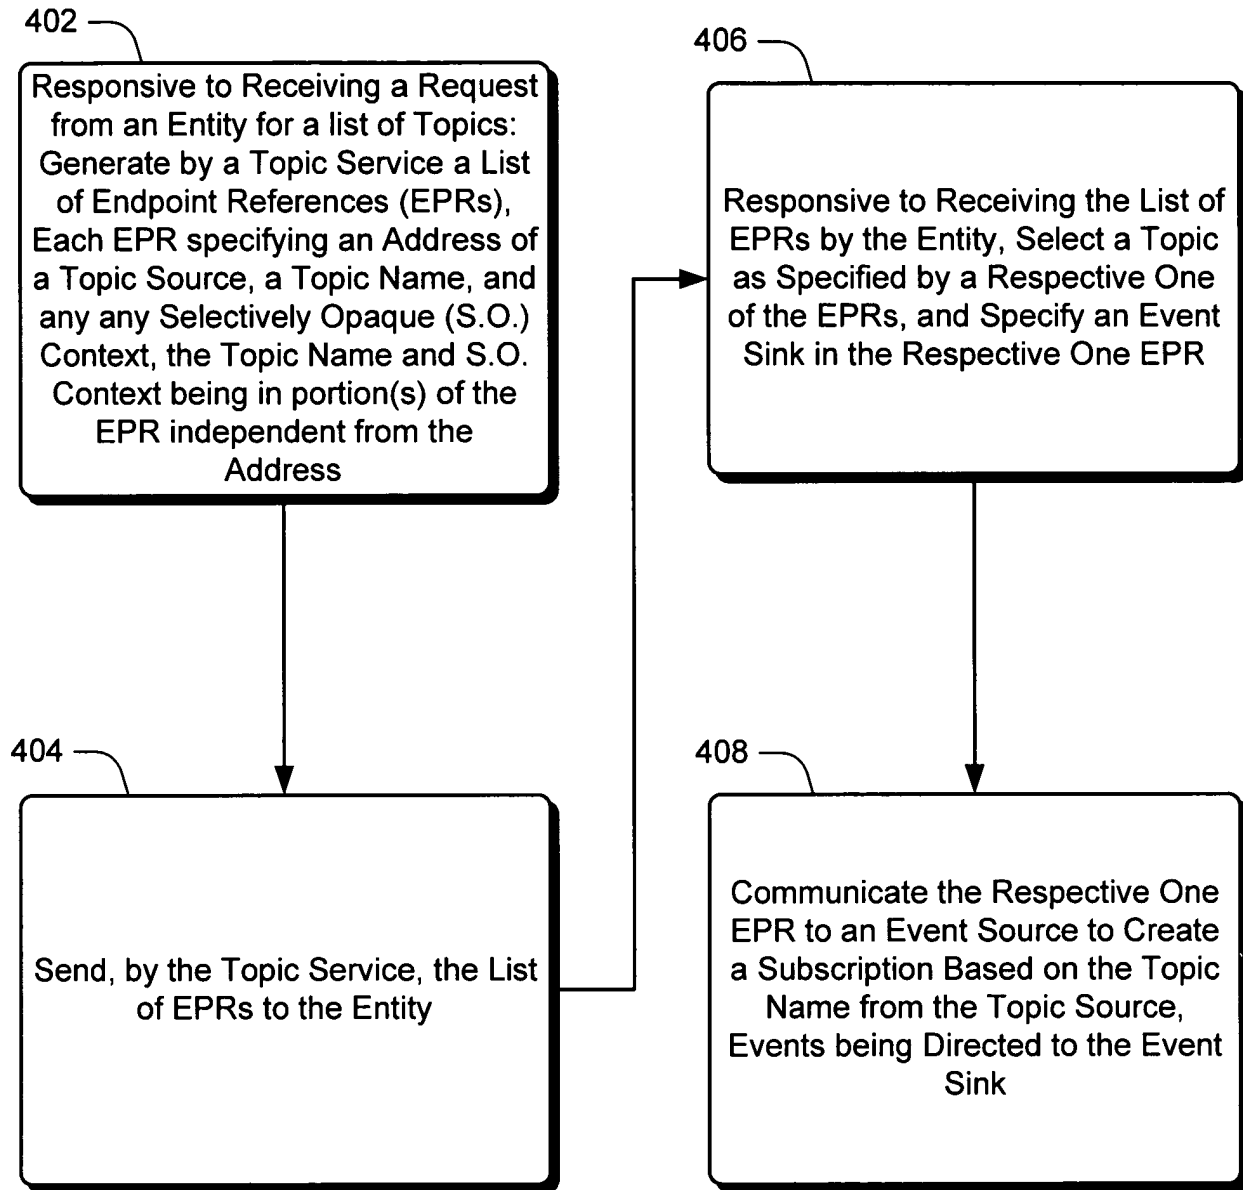 402
Responsive to Receiving a Request
from an Entity for a list of Topics:
Generate by a Topic Service a List
of Endpoint References (EPRs),
Each EPR specifying an Address of
a Topic Source, a Topic Name, and
any any Selectively Opaque (S.O.)
Context, the Topic Name and S.O.
Context being in portion(s) of the
EPR independent from the
Address
404
Send, by the Topic Service, the List
of EPRs to the Entity
406
Responsive to Receiving the List of
EPRs by the Entity, Select a Topic
as Specified by a Respective One
of the EPRs, and Specify an Event
Sink in the Respective One EPR
408
Communicate the Respective One
EPR to an Event Source to Create
a Subscription Based on the Topic
Name from the Topic Source,
Events being Directed to the Event
Sink